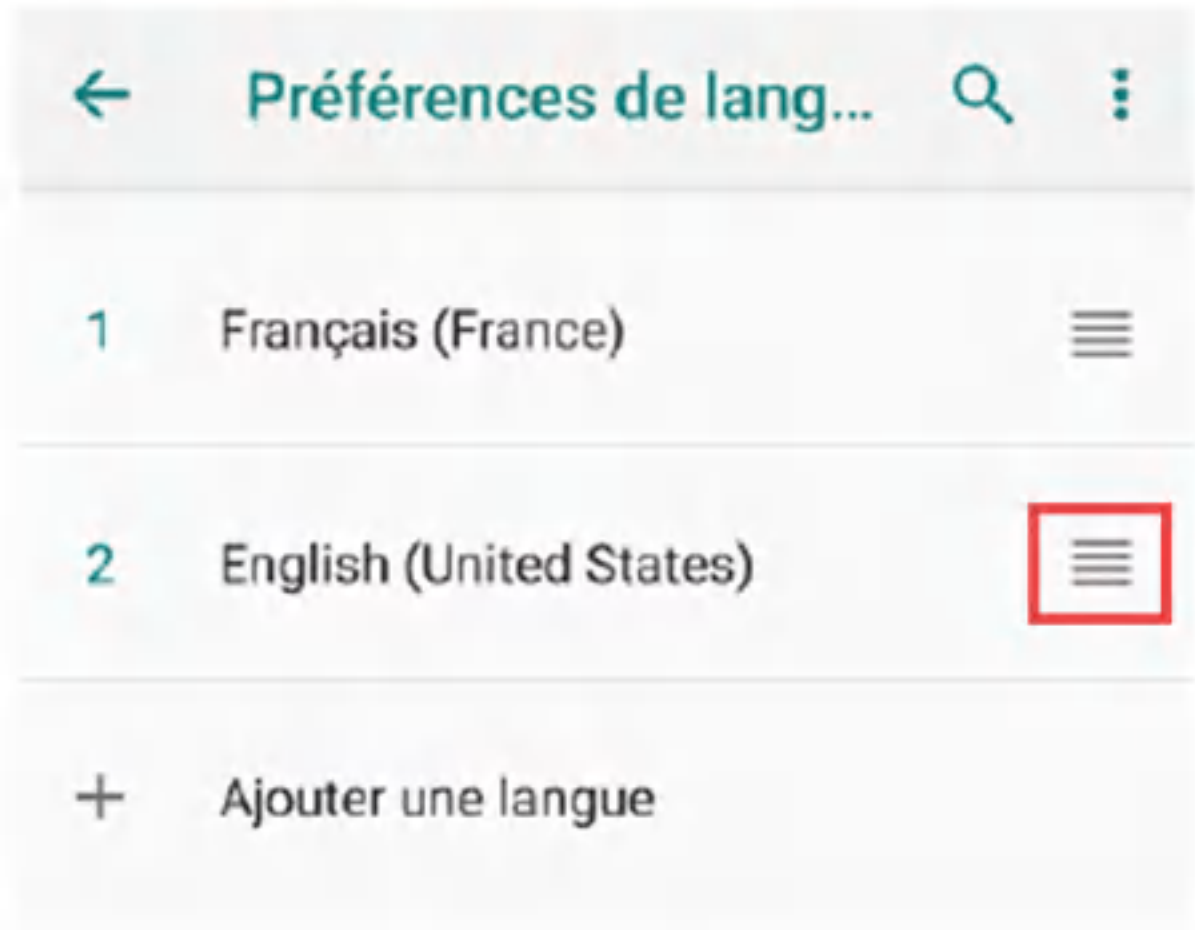 Préférences de lang...
1 Français (France)
2 English (United States)
+ Ajouter une langue